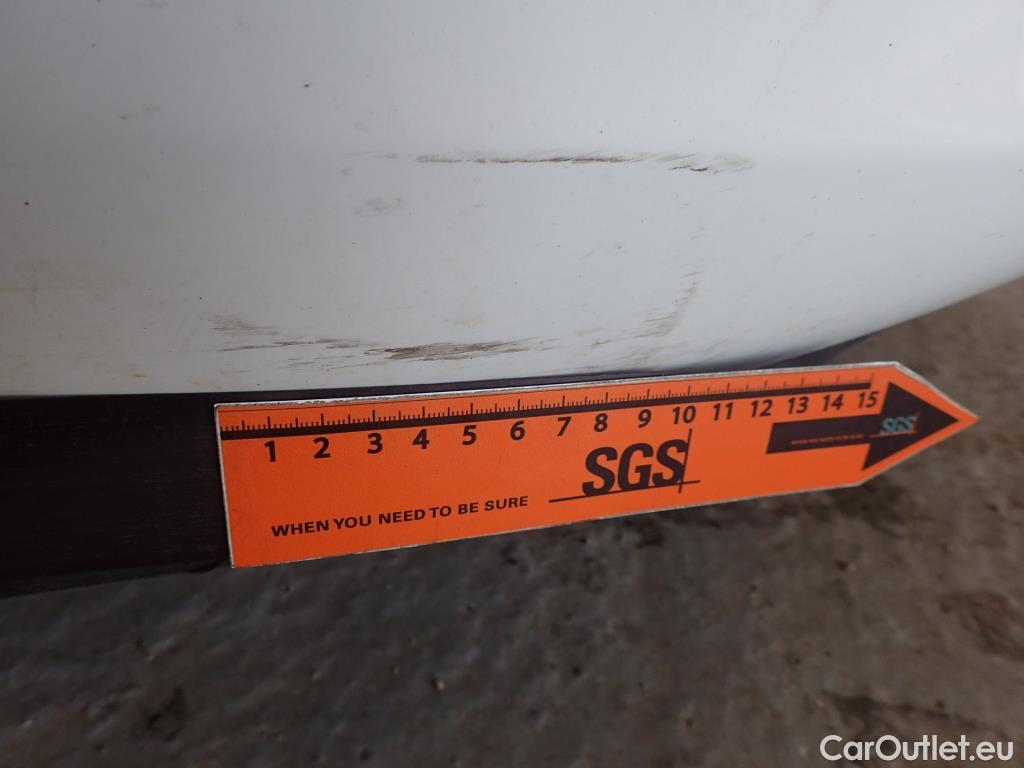 1 2 3 4 5 6 7 8 9 10 11 12 13 14 15
SGS
SGS
WHEN YOU NEED TO BE SURE
CarOutlet.eu